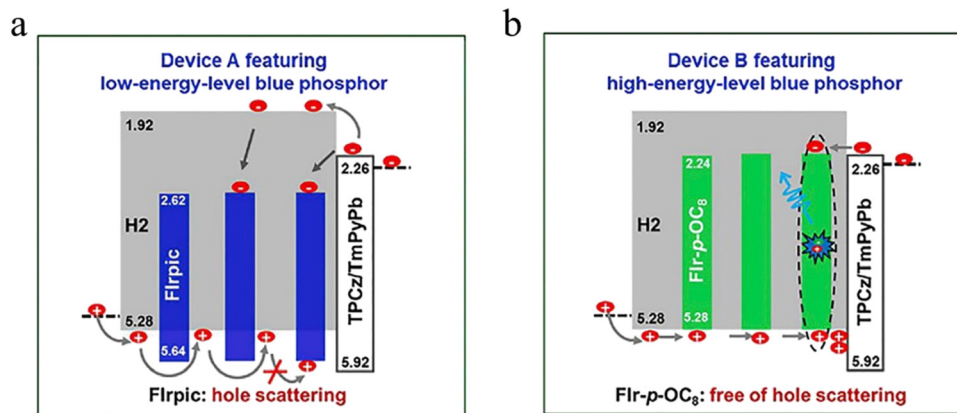 a
Device A featuring
low-energy-level blue phosphor
1.92
2.26
2.62
H2
FIrpic
TPCz/TmPyPb
5.28
5.64
5.92
FIrpic: hole scattering
b
Device B featuring
high-energy-level blue phosphor
1.92
2.24
2.26
H2
FIr-p-OC₈
TPCz/TmPyPb
5.28
5.28
5.92
FIr-p-OC₈: free of hole scattering